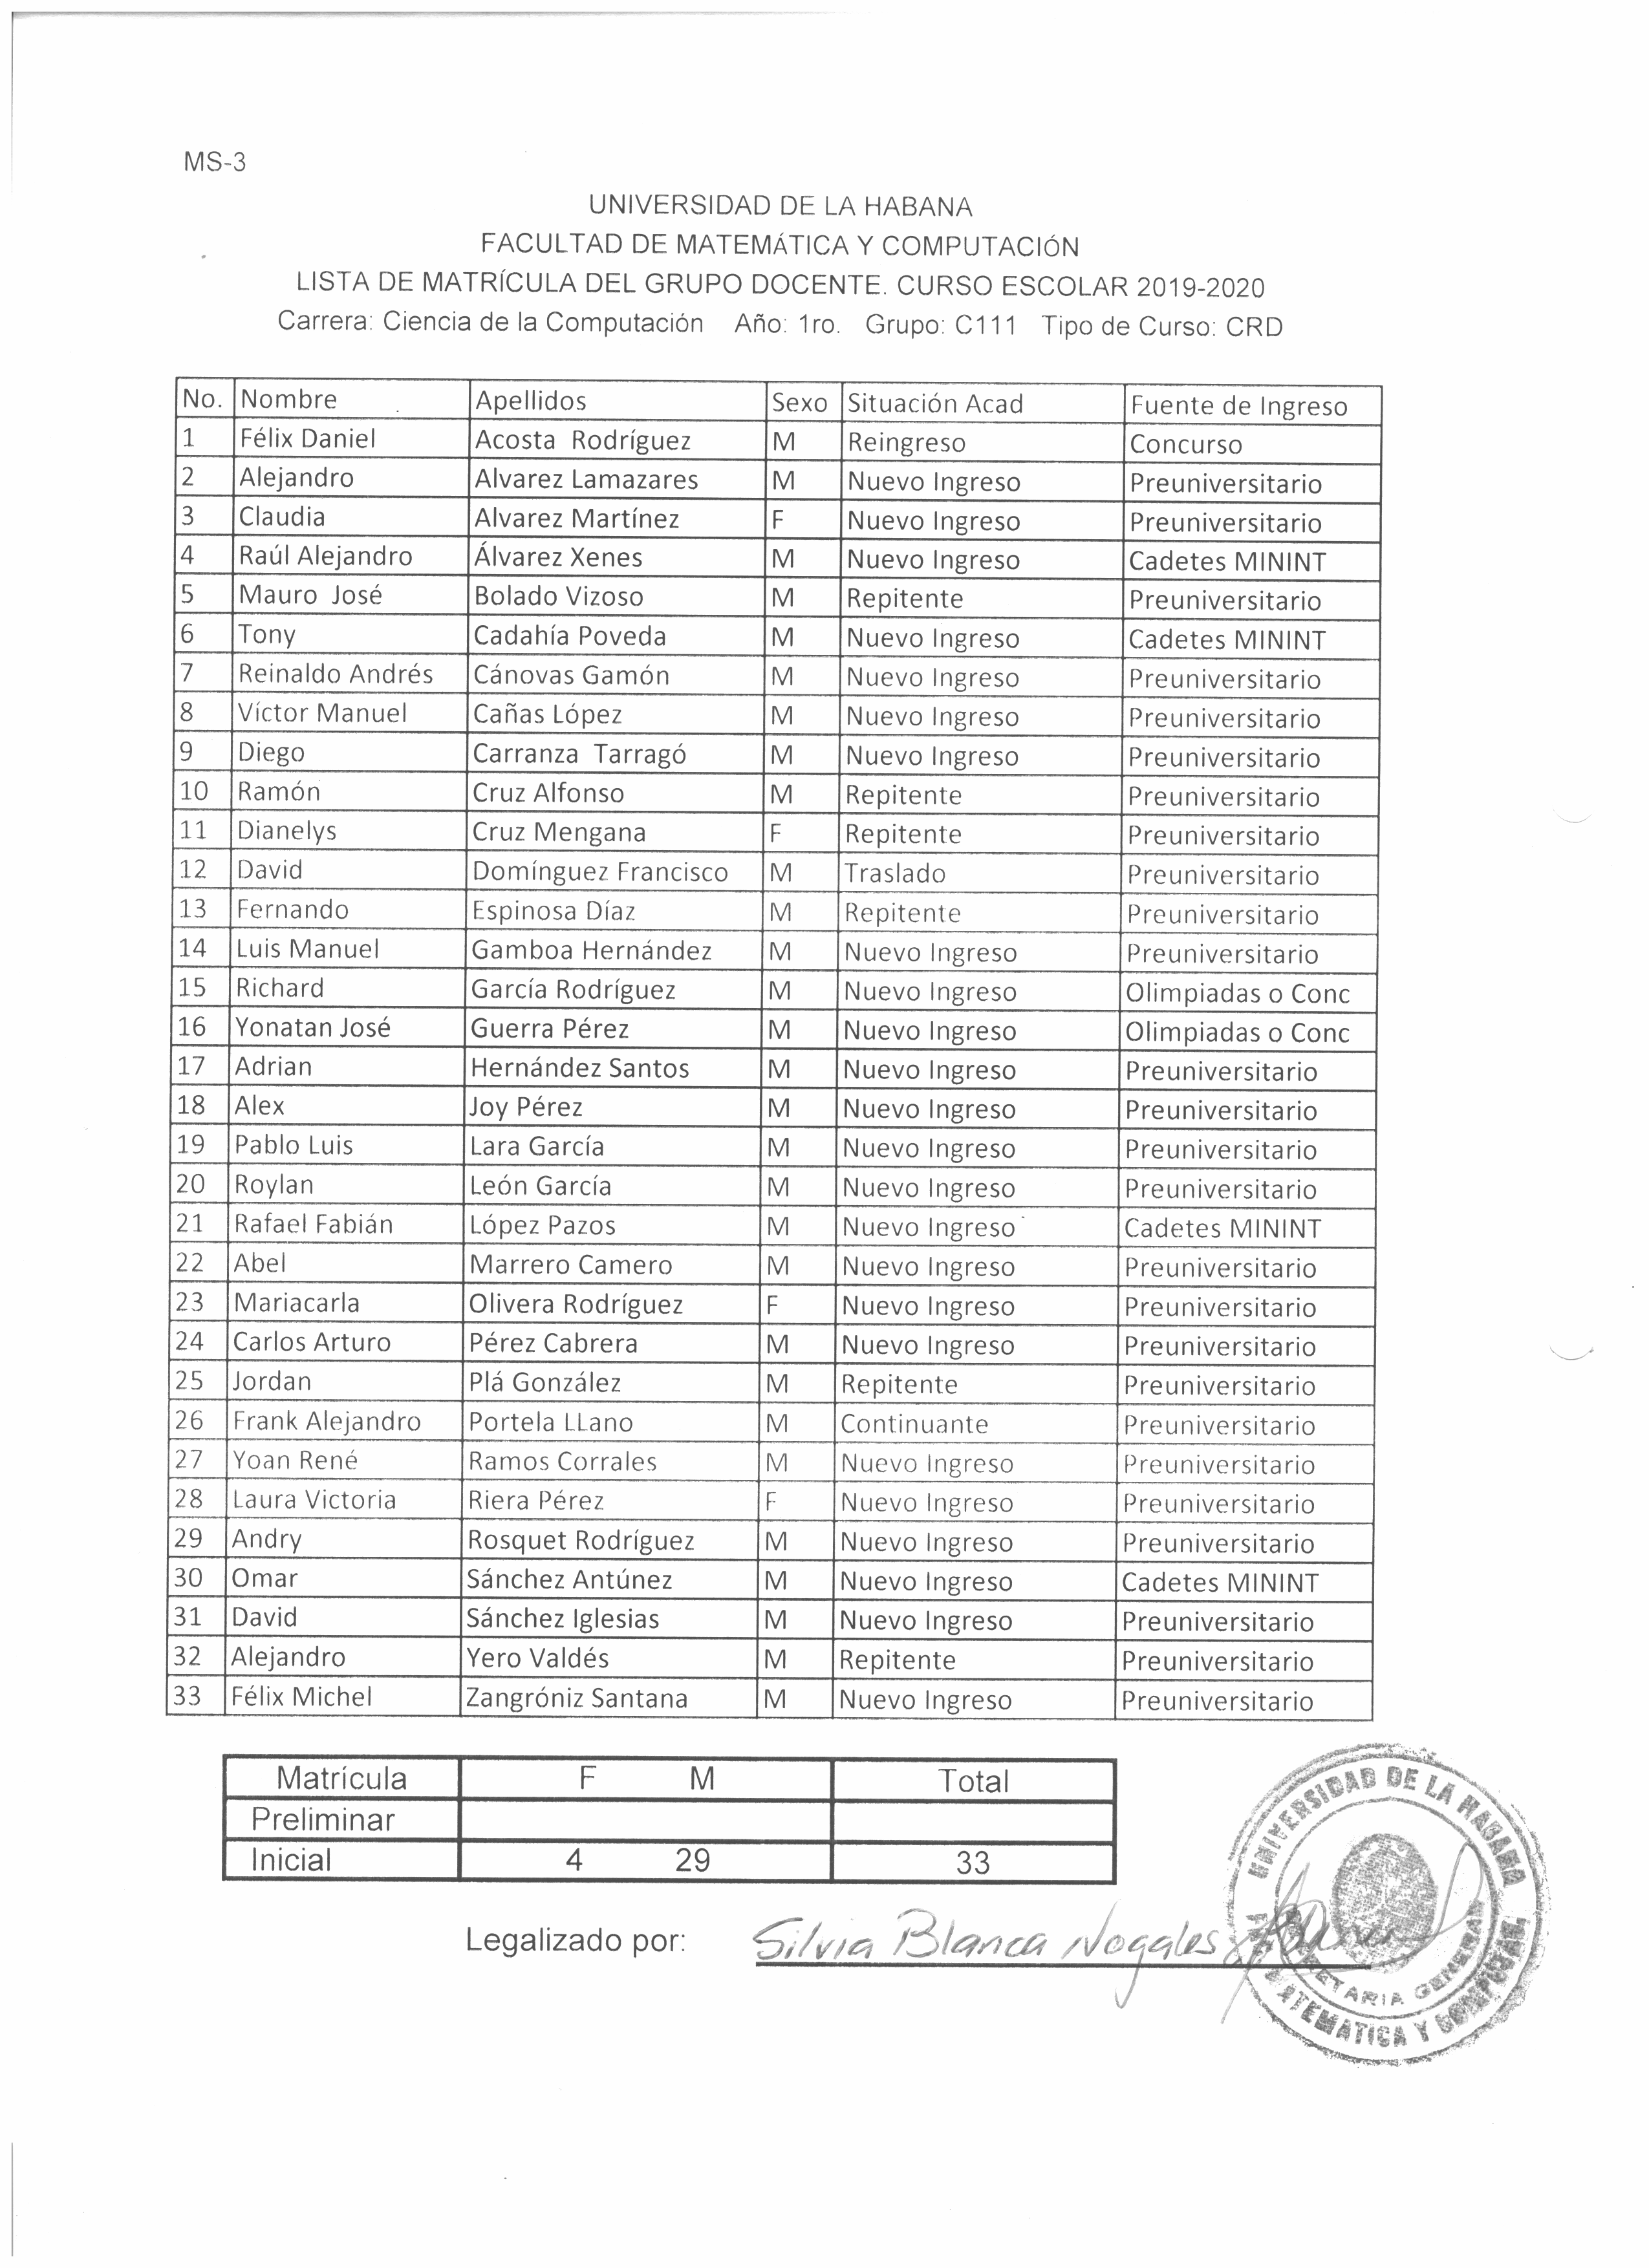 MS-3
UNIVERSIDAD DE LA HABANA
FACULTAD DE MATEMÁTICA Y COMPUTACIÓN
LISTA DE MATRÍCULA DEL GRUPO DOCENTE. CURSO ESCOLAR 2019-2020
Carrera: Ciencia de la Computación Año: 1ro. Grupo: C111 Tipo de Curso: CRD
No. Nombre Apellidos Sexo Situación Acad Fuente de Ingreso
1 Félix Daniel Acosta Rodríguez M Reingreso Concurso
2 Alejandro Alvarez Lamazares M Nuevo Ingreso Preuniversitario
3 Claudia Alvarez Martínez F Nuevo Ingreso Preuniversitario
4 Raúl Alejandro Álvarez Xenes M Nuevo Ingreso Cadetes MININT
5 Mauro José Bolado Vizoso M Repitente Preuniversitario
6 Tony Cadahía Poveda M Nuevo Ingreso Cadetes MININT
7 Reinaldo Andrés Cánovas Gamón M Nuevo Ingreso Preuniversitario
8 Víctor Manuel Cañas López M Nuevo Ingreso Preuniversitario
9 Diego Carranza Tarragó M Nuevo Ingreso Preuniversitario
10 Ramón Cruz Alfonso M Repitente Preuniversitario
11 Dianelys Cruz Mengana F Repitente Preuniversitario
12 David Domínguez Francisco M Traslado Preuniversitario
13 Fernando Espinosa Díaz M Repitente Preuniversitario
14 Luis Manuel Gamboa Hernández M Nuevo Ingreso Preuniversitario
15 Richard García Rodríguez M Nuevo Ingreso Olimpiadas o Conc
16 Yonatan José Guerra Pérez M Nuevo Ingreso Olimpiadas o Conc
17 Adrian Hernández Santos M Nuevo Ingreso Preuniversitario
18 Alex Joy Pérez M Nuevo Ingreso Preuniversitario
19 Pablo Luis Lara García M Nuevo Ingreso Preuniversitario
20 Roylan León García M Nuevo Ingreso Preuniversitario
21 Rafael Fabián López Pazos M Nuevo Ingreso Cadetes MININT
22 Abel Marrero Camero M Nuevo Ingreso Preuniversitario
23 Mariacarla Olivera Rodríguez F Nuevo Ingreso Preuniversitario
24 Carlos Arturo Pérez Cabrera M Nuevo Ingreso Preuniversitario
25 Jordan Plá González M Repitente Preuniversitario
26 Frank Alejandro Portela LLano M Continuante Preuniversitario
27 Yoan René Ramos Corrales M Nuevo Ingreso Preuniversitario
28 Laura Victoria Riera Pérez F Nuevo Ingreso Preuniversitario
29 Andry Rosquet Rodríguez M Nuevo Ingreso Preuniversitario
30 Omar Sánchez Antúnez M Nuevo Ingreso Cadetes MININT
31 David Sánchez Iglesias M Nuevo Ingreso Preuniversitario
32 Alejandro Yero Valdés M Repitente Preuniversitario
33 Félix Michel Zangróniz Santana M Nuevo Ingreso Preuniversitario
Matrícula F M Total
Preliminar
Inicial 4 29 33
Legalizado por: Silvia Blanca Nogales
UNIVERSIDAD DE LA HABANA